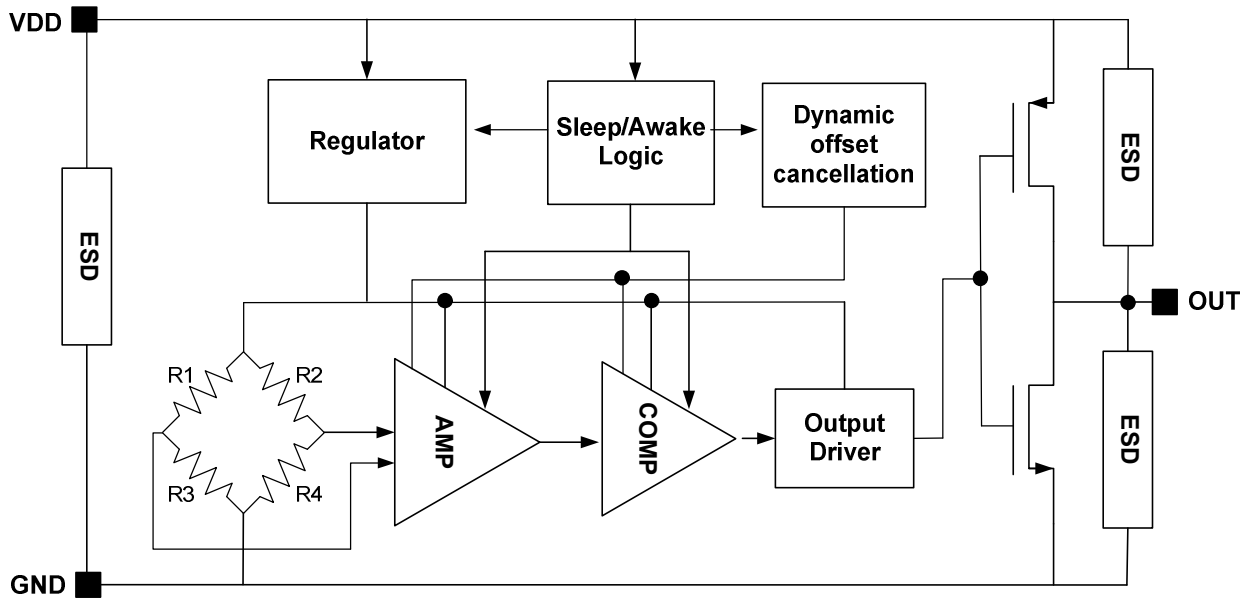 VDD
Regulator
Sleep/Awake
Logic
Dynamic
offset
cancellation
ESD
ESD
OUT
R1
R2
R3
R4
AMP
COMP
Output
Driver
ESD
GND